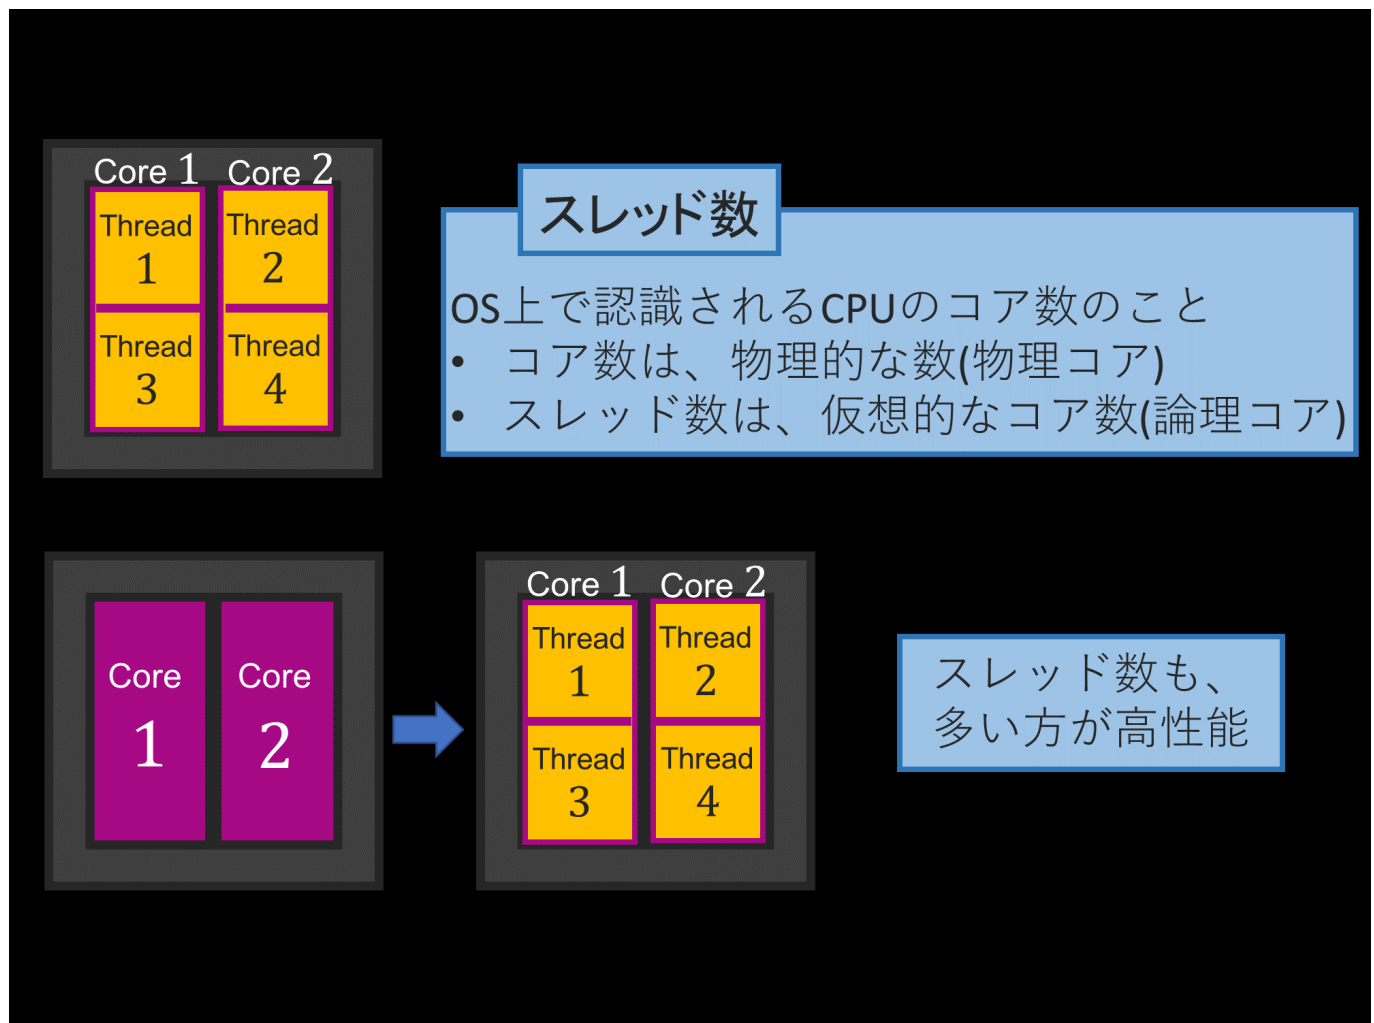 Core 1 Core 2
Thread Thread
1 2
Thread Thread
3 4
スレッド数
OS上で認識されるCPUのコア数のこと
• コア数は、物理的な数(物理コア)
• スレッド数は、仮想的なコア数(論理コア)
Core Core
1 2
Core 1 Core 2
Thread Thread
1 2
Thread Thread
3 4
スレッド数も、
多い方が高性能